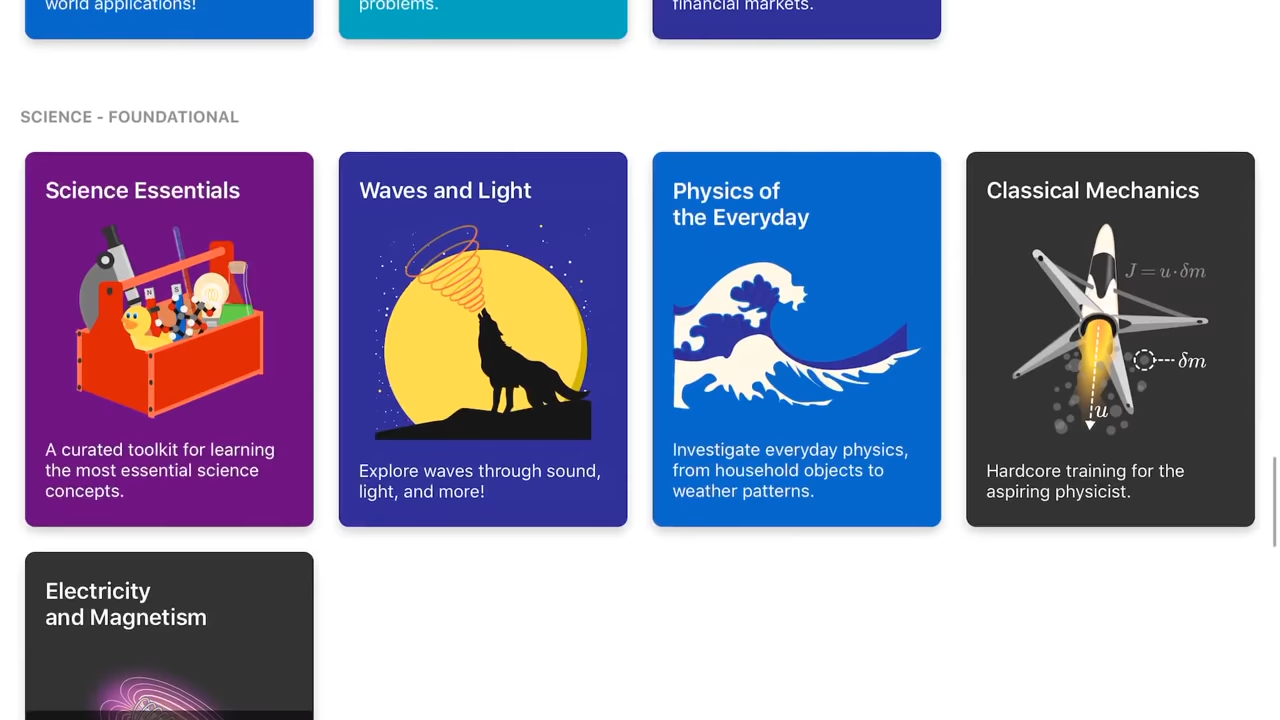 world applications!
problems.
financial markets.
SCIENCE - FOUNDATIONAL
Science Essentials
N S
A curated toolkit for learning
the most essential science
concepts.
Waves and Light
Explore waves through sound,
light, and more!
Physics of
the Everyday
Investigate everyday physics,
from household objects to
weather patterns.
Classical Mechanics
J = u · δm
δm
u
Hardcore training for the
aspiring physicist.
Electricity
and Magnetism